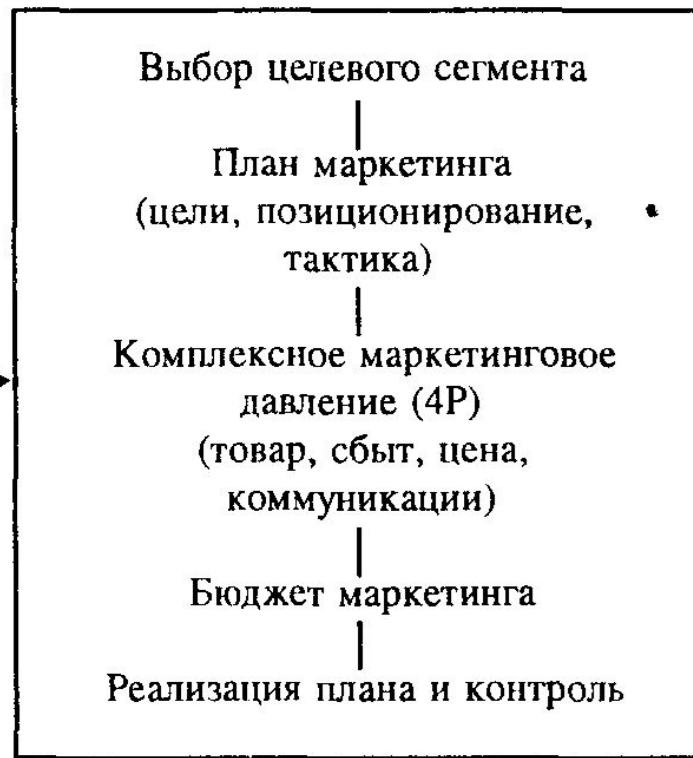 Выбор целевого сегмента
План маркетинга
(цели, позиционирование,
тактика)
Комплексное маркетинговое
давление (4P)
(товар, сбыт, цена,
коммуникации)
Бюджет маркетинга
Реализация плана и контроль